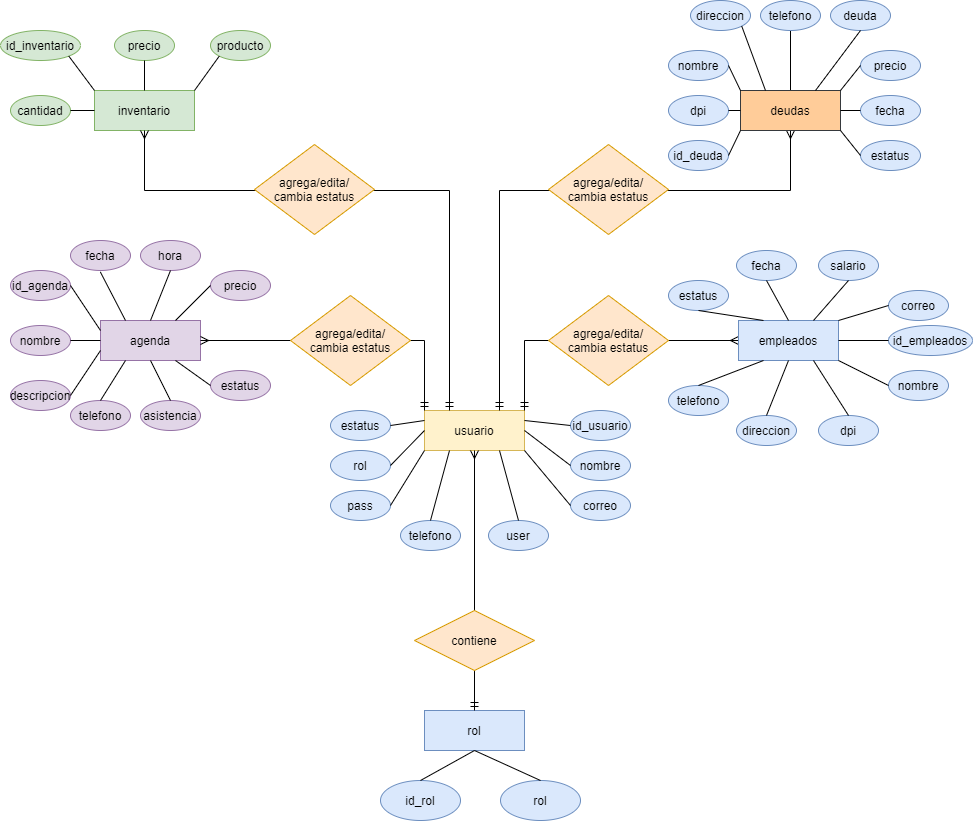 direccion
telefono
deuda
id_inventario
precio
producto
nombre
precio
cantidad
inventario
dpi
deudas
fecha
id_deuda
estatus
agrega/edita/
cambia estatus
agrega/edita/
cambia estatus
fecha
hora
fecha
salario
id_agenda
precio
estatus
correo
nombre
agenda
agrega/edita/
cambia estatus
agrega/edita/
cambia estatus
empleados
id_empleados
descripcion
estatus
nombre
telefono
asistencia
telefono
direccion
dpi
estatus
usuario
id_usuario
rol
nombre
pass
correo
telefono
user
contiene
rol
id_rol
rol